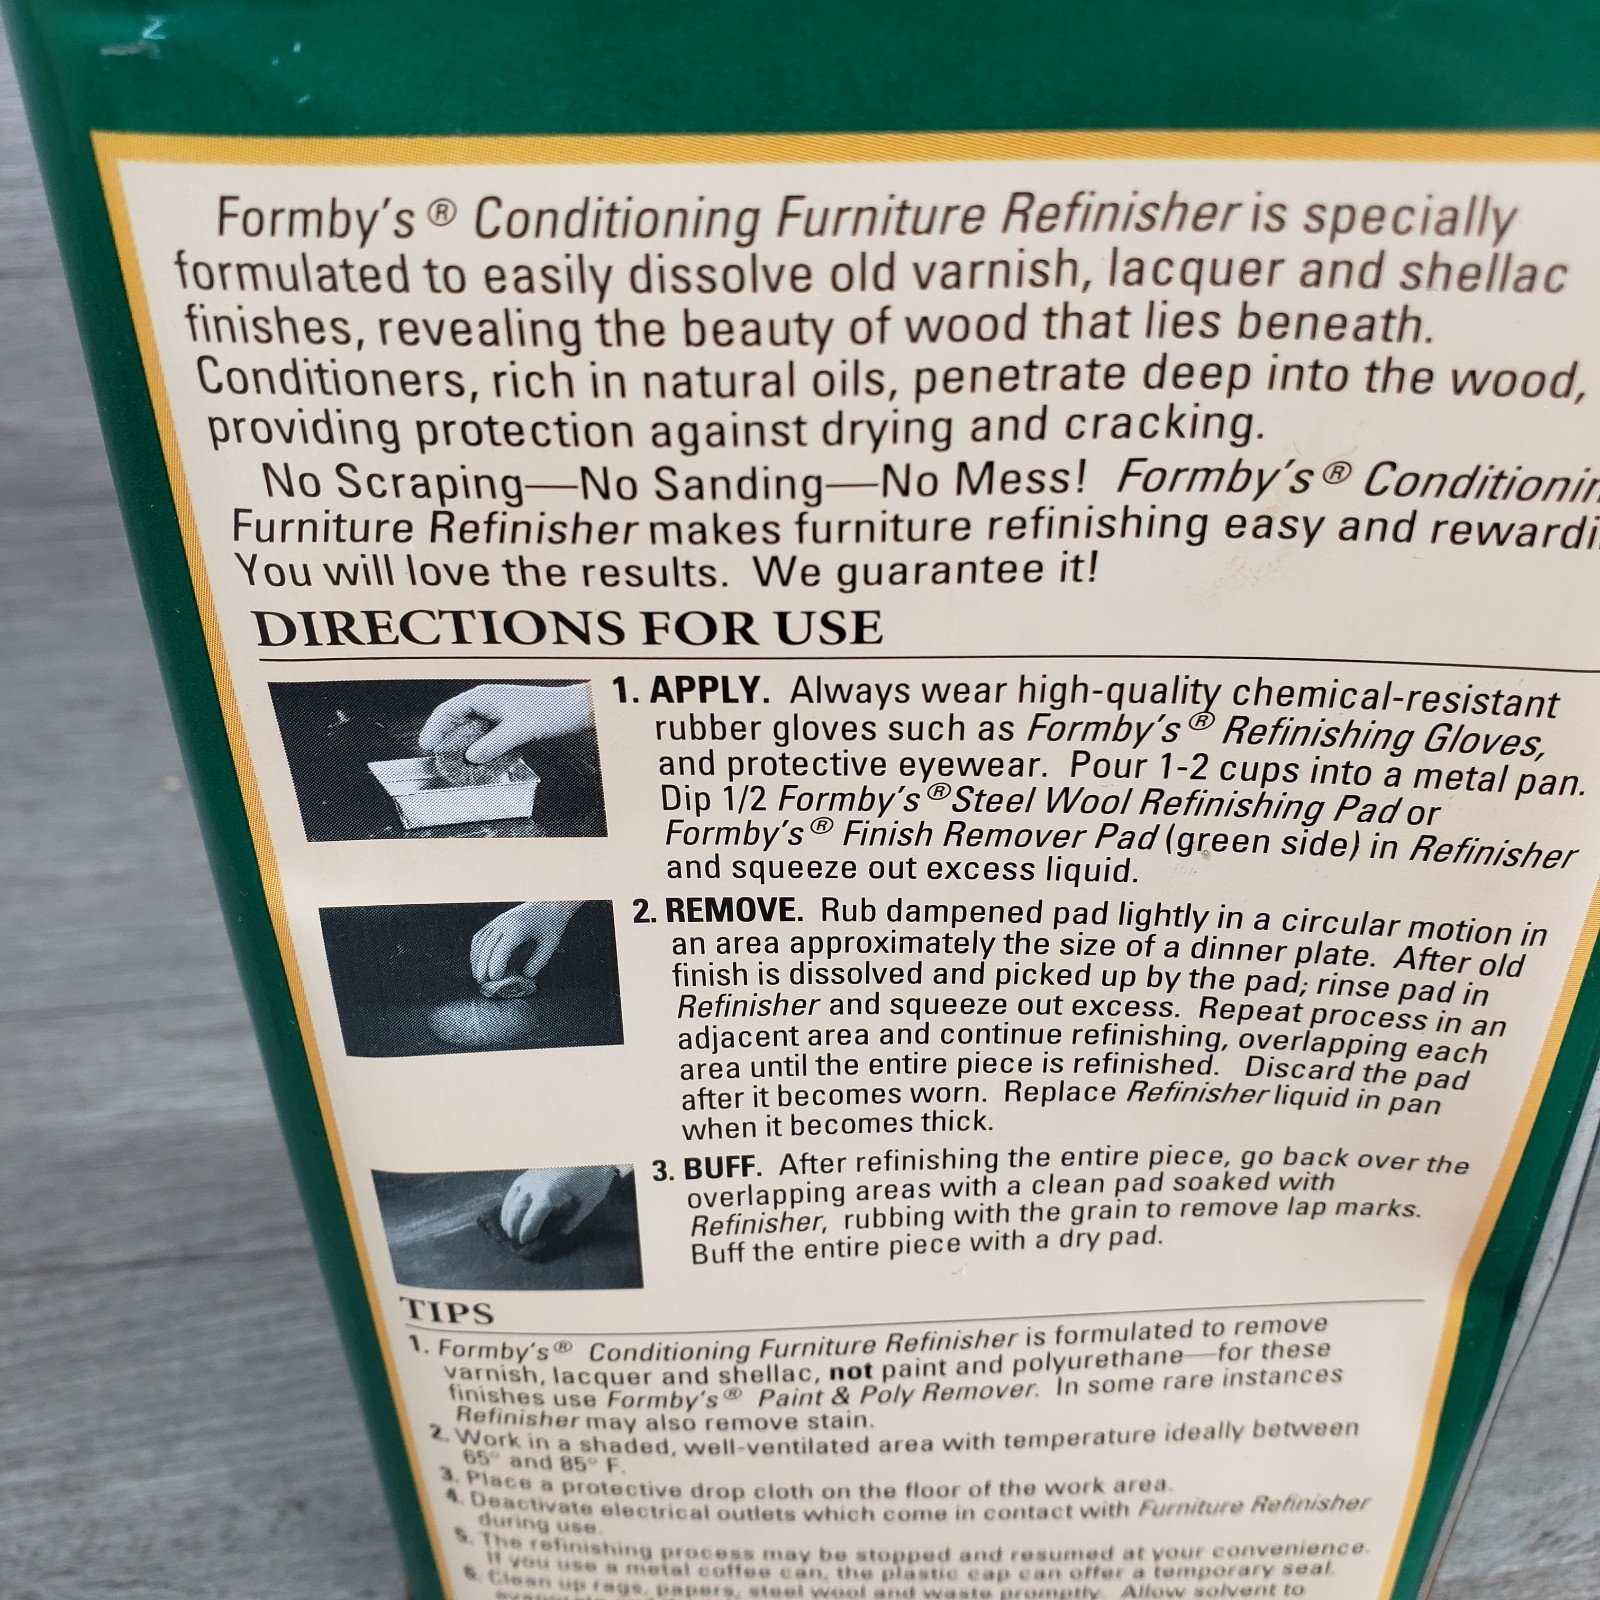 Formby's® Conditioning Furniture Refinisher is specially
formulated to easily dissolve old varnish, lacquer and shellac
finishes, revealing the beauty of wood that lies beneath.
Conditioners, rich in natural oils, penetrate deep into the wood,
providing protection against drying and cracking.
No Scraping—No Sanding—No Mess! Formby's® Conditionin
Furniture Refinisher makes furniture refinishing easy and rewardi
You will love the results. We guarantee it!
DIRECTIONS FOR USE
1. APPLY. Always wear high-quality chemical-resistant
rubber gloves such as Formby's® Refinishing Gloves,
and protective eyewear. Pour 1-2 cups into a metal pan.
Dip 1/2 Formby's® Steel Wool Refinishing Pad or
Formby's® Finish Remover Pad (green side) in Refinisher
and squeeze out excess liquid.
2. REMOVE. Rub dampened pad lightly in a circular motion in
an area approximately the size of a dinner plate. After old
finish is dissolved and picked up by the pad, rinse pad in
Refinisher and squeeze out excess. Repeat process in an
adjacent area and continue refinishing, overlapping each
area until the entire piece is refinished. Discard the pad
after it becomes worn. Replace Refinisher liquid in pan
when it becomes thick.
3. BUFF. After refinishing the entire piece, go back over the
overlapping areas with a clean pad soaked with
Refinisher, rubbing with the grain to remove lap marks.
Buff the entire piece with a dry pad.
TIPS
1. Formby's® Conditioning Furniture Refinisher is formulated to remove
varnish, lacquer and shellac, not paint and polyurethane—for these
finishes use Formby's® Paint & Poly Remover. In some rare instances
Refinisher may also remove stain.
2. Work in a shaded, well-ventilated area with temperature ideally between
65° and 85° F.
3. Place a protective drop cloth on the floor of the work area.
4. Deactivate electrical outlets which come in contact with Furniture Refinisher
during use.
5. The refinishing process may be stopped and resumed at your convenience.
If you use a metal coffee can, the plastic cap can offer a temporary seal.
6. Clean up rags, papers, steel wool and waste promptly. Allow solvent to